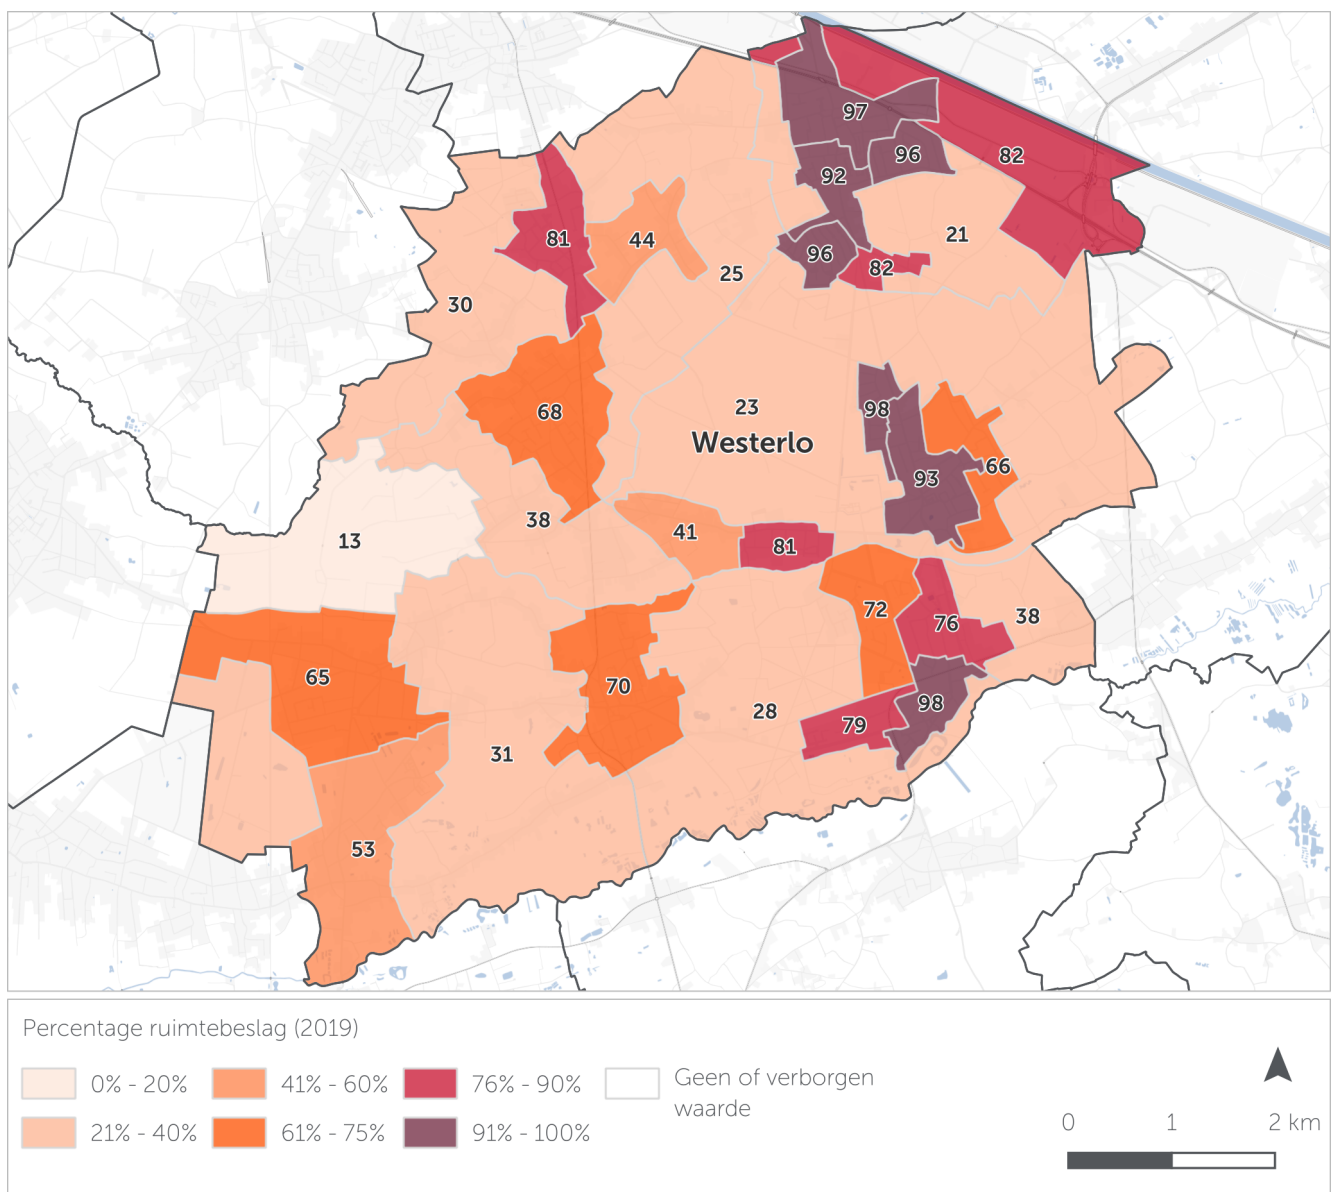 97
96
82
92
81
44
21
96
82
25
30
98
23
68
Westerlo
66
93
38
41
13
81
72
38
76
65
70
98
28
79
31
53
Percentage ruimtebeslag (2019)
0% - 20%
41% - 60%
76% - 90%
Geen of verborgen
waarde
21% - 40%
61% - 75%
91% - 100%
0 1 2 km